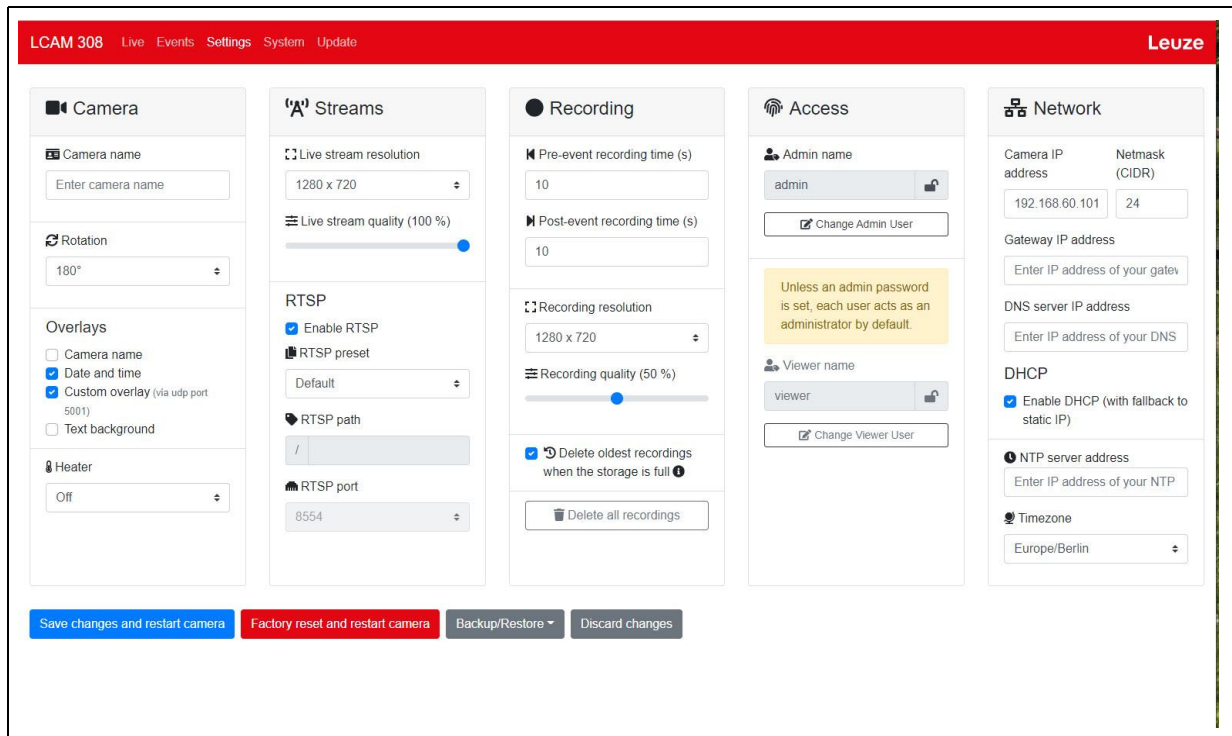 LCAM 308 Live Events Settings System Update Leuze
Camera
Camera name
Enter camera name
Rotation
180°
Overlays
Camera name
Date and time
Custom overlay (via udp port
5001)
Text background
Heater
Off
Streams
Live stream resolution
1280 x 720
Live stream quality (100 %)
RTSP
Enable RTSP
RTSP preset
Default
RTSP path
/
RTSP port
8554
Recording
Pre-event recording time (s)
10
Post-event recording time (s)
10
Recording resolution
1280 x 720
Recording quality (50 %)
Delete oldest recordings
when the storage is full
Delete all recordings
Access
Admin name
admin
Change Admin User
Unless an admin password
is set, each user acts as an
administrator by default.
Viewer name
viewer
Change Viewer User
Network
Camera IP
address
Netmask
(CIDR)
192.168.60.101 24
Gateway IP address
Enter IP address of your gatew
DNS server IP address
Enter IP address of your DNS
DHCP
Enable DHCP (with fallback to
static IP)
NTP server address
Enter IP address of your NTP
Timezone
Europe/Berlin
Save changes and restart camera Factory reset and restart camera Backup/Restore Discard changes